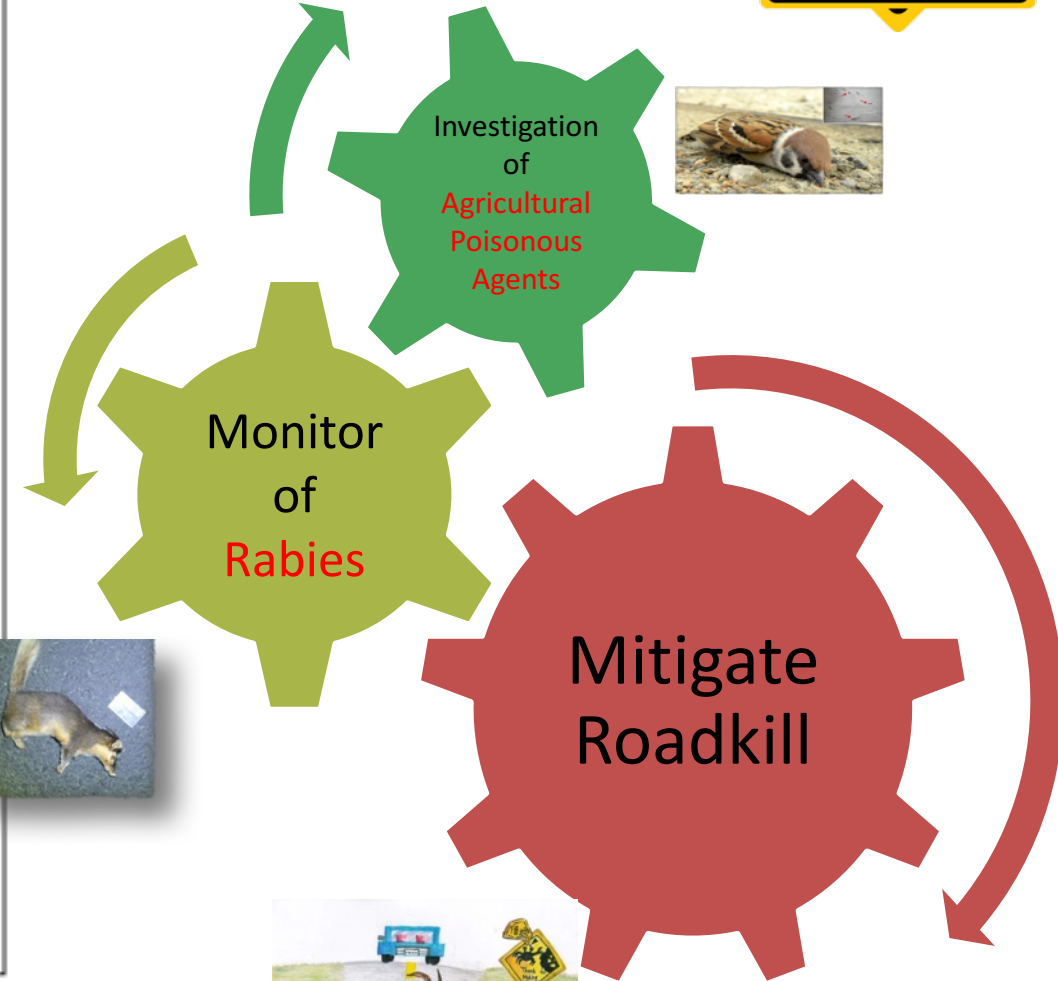 Investigation
of
Agricultural
Poisonous
Agents
Monitor
of
Rabies
Mitigate
Roadkill